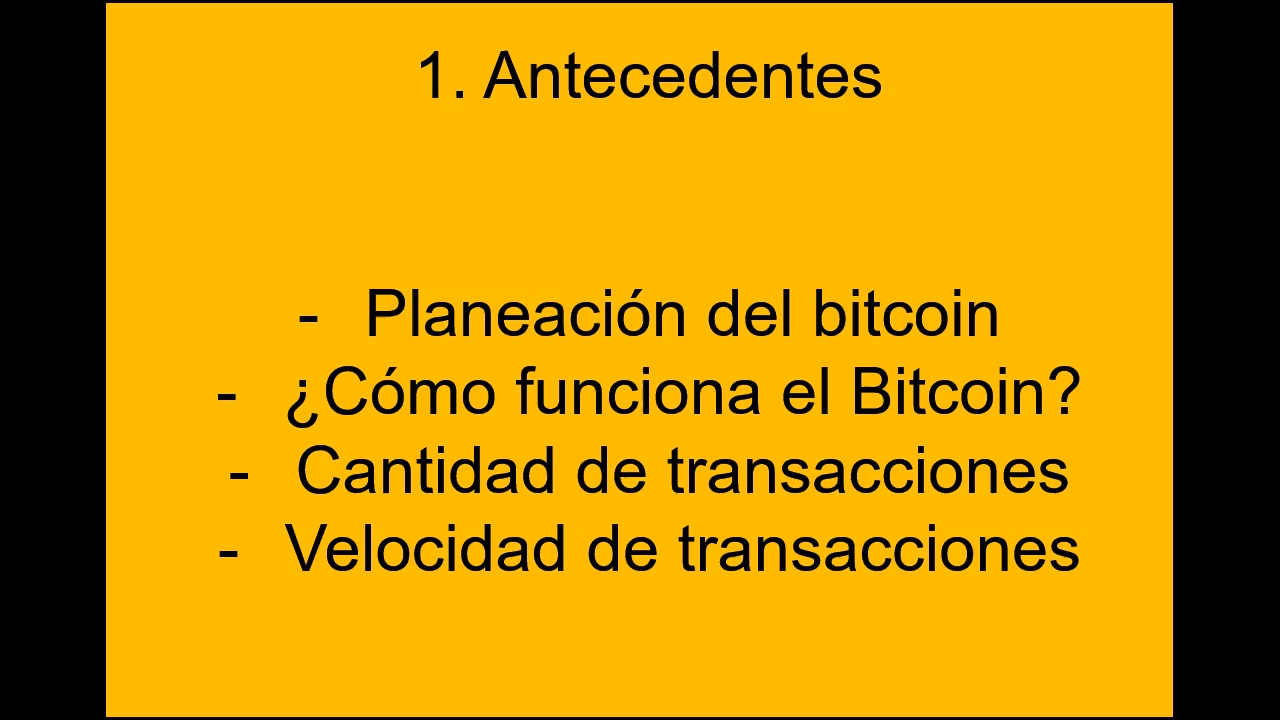 1. Antecedentes
- Planeación del bitcoin
- ¿Cómo funciona el Bitcoin?
- Cantidad de transacciones
- Velocidad de transacciones